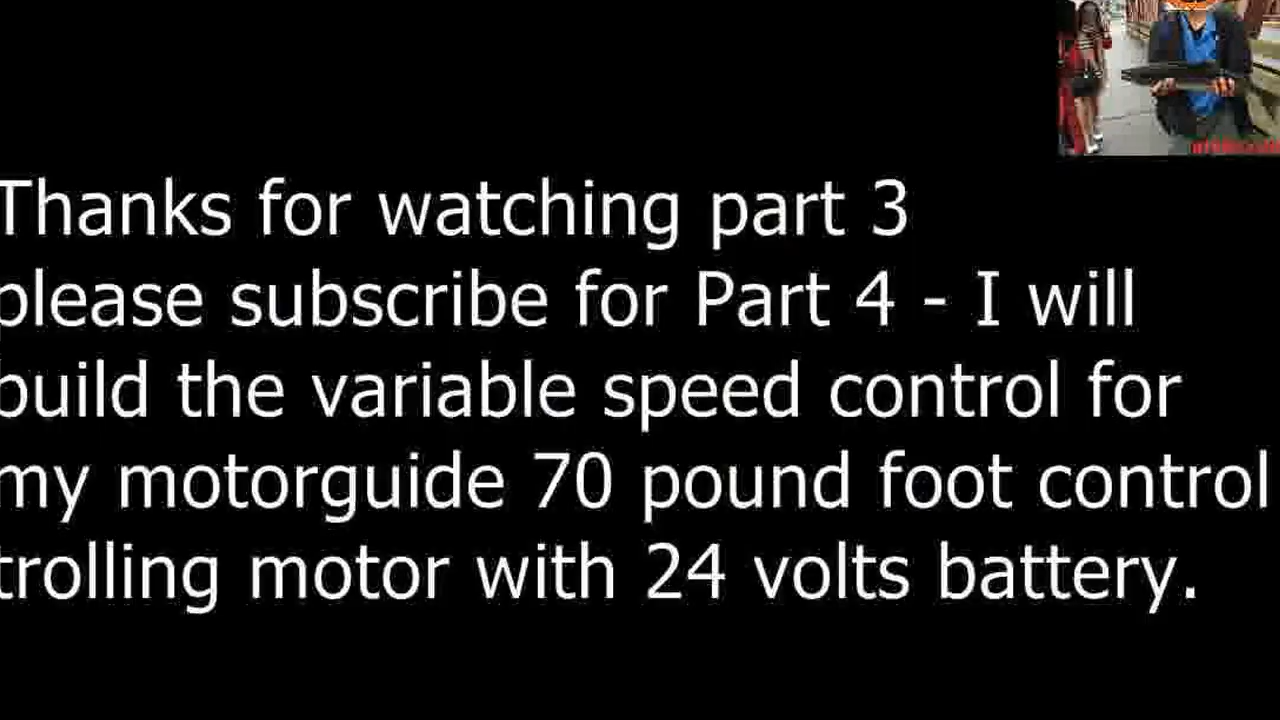 Thanks for watching part 3
please subscribe for Part 4 - I will
build the variable speed control for
my motorguide 70 pound foot control
trolling motor with 24 volts battery.